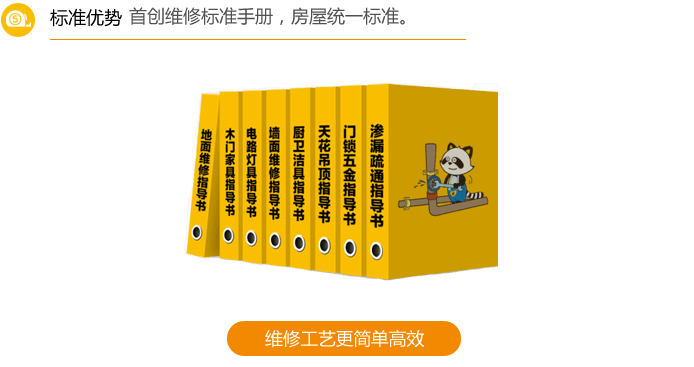 标准优势 首创维修标准手册，房屋统一标准。
地面维修指导书
木门家具指导书
电路灯具指导书
墙面维修指导书
厨卫洁具指导书
天花吊顶指导书
门锁五金指导书
渗漏疏通指导书
维修工艺更简单高效